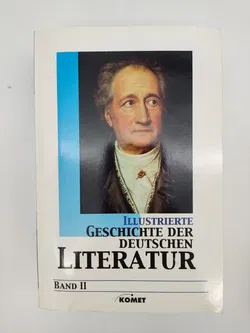 ILLUSTRIERTE
GESCHICHTE DER
DEUTSCHEN
LITERATUR
BAND II
KOMET